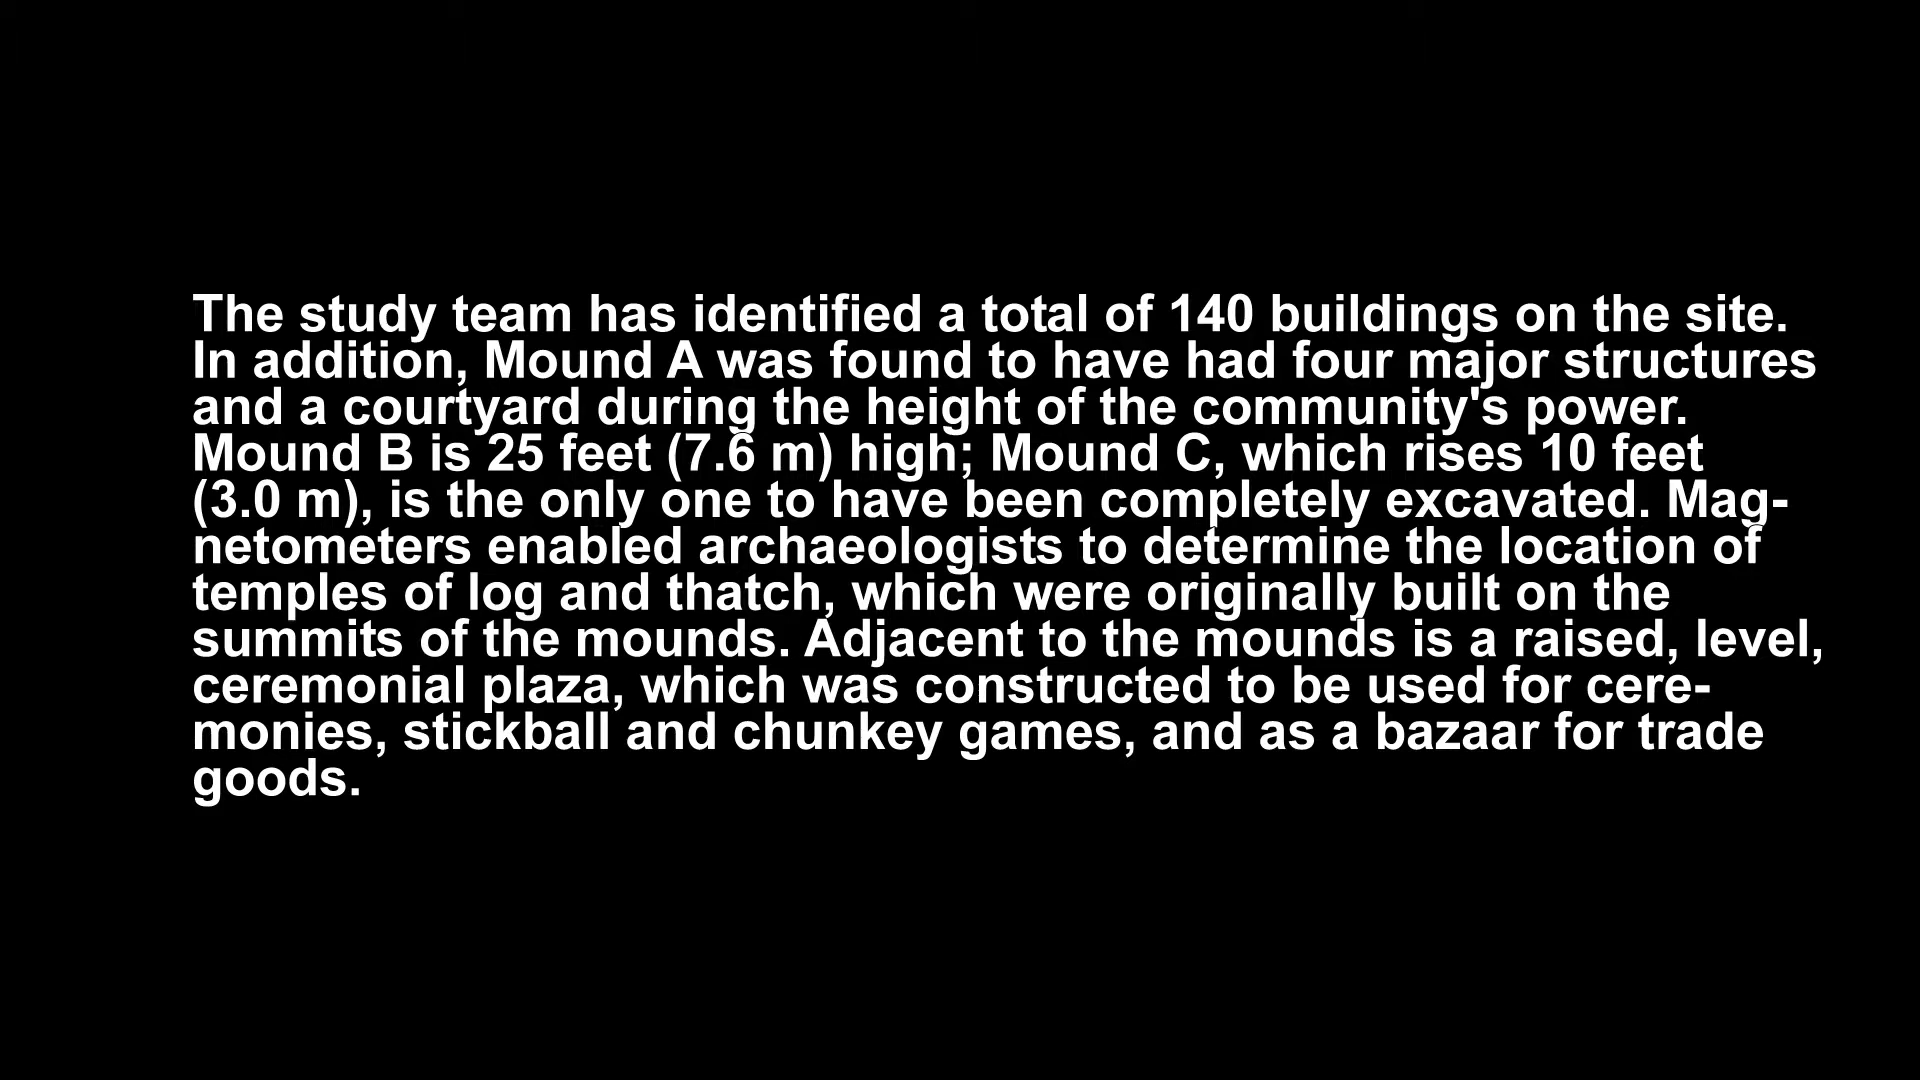 The study team has identified a total of 140 buildings on the site.
In addition, Mound A was found to have had four major structures
and a courtyard during the height of the community's power.
Mound B is 25 feet (7.6 m) high; Mound C, which rises 10 feet
(3.0 m), is the only one to have been completely excavated. Mag-
netometers enabled archaeologists to determine the location of
temples of log and thatch, which were originally built on the
summits of the mounds. Adjacent to the mounds is a raised, level,
ceremonial plaza, which was constructed to be used for cere-
monies, stickball and chunkey games, and as a bazaar for trade
goods.